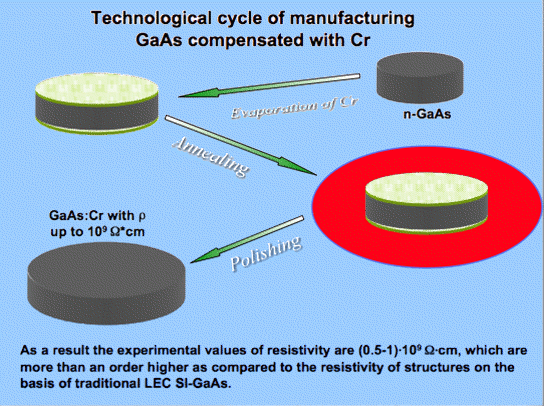 Technological cycle of manufacturing
GaAs compensated with Cr
Evaporation of Cr
n-GaAs
Annealing
GaAs:Cr with ρ
up to 10⁹ Ω*cm
Polishing
As a result the experimental values of resistivity are (0.5-1)·10⁹ Ω·cm, which are
more than an order higher as compared to the resistivity of structures on the
basis of traditional LEC SI-GaAs.